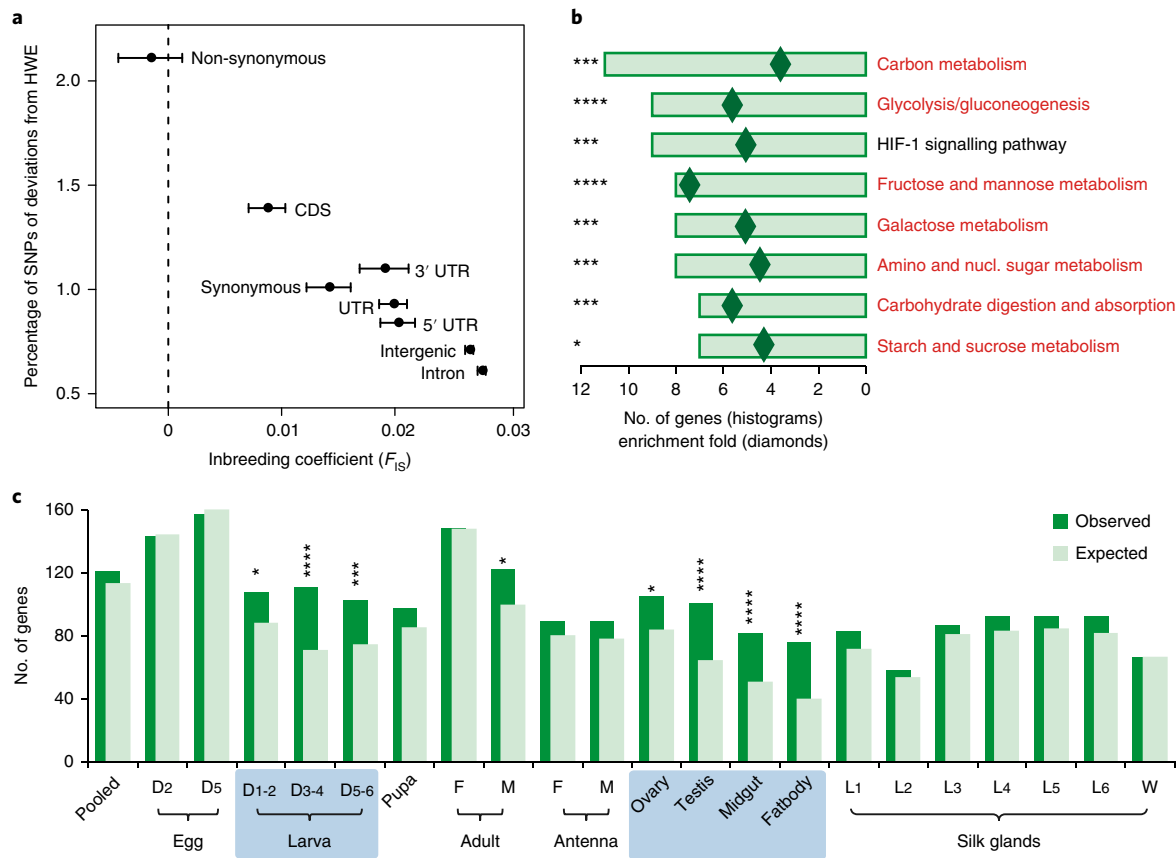 a
Percentage of SNPs of deviations from HWE
2.0
1.5
1.0
0.5
Non-synonymous
CDS
3′ UTR
Synonymous
UTR
5′ UTR
Intergenic
Intron
0
0.01
0.02
0.03
Inbreeding coefficient (FIS)
b
*** Carbon metabolism
**** Glycolysis/gluconeogenesis
*** HIF-1 signalling pathway
**** Fructose and mannose metabolism
*** Galactose metabolism
*** Amino and nucl. sugar metabolism
*** Carbohydrate digestion and absorption
* Starch and sucrose metabolism
12 10 8 6 4 2 0
No. of genes (histograms)
enrichment fold (diamonds)
c
No. of genes
160
120
80
40
0
* **** *** * * **** **** ****
Observed
Expected
Pooled D2 D5 D1-2 D3-4 D5-6 Pupa F M F M Ovary Testis Midgut Fatbody L1 L2 L3 L4 L5 L6 W
Egg Larva Adult Antenna Silk glands